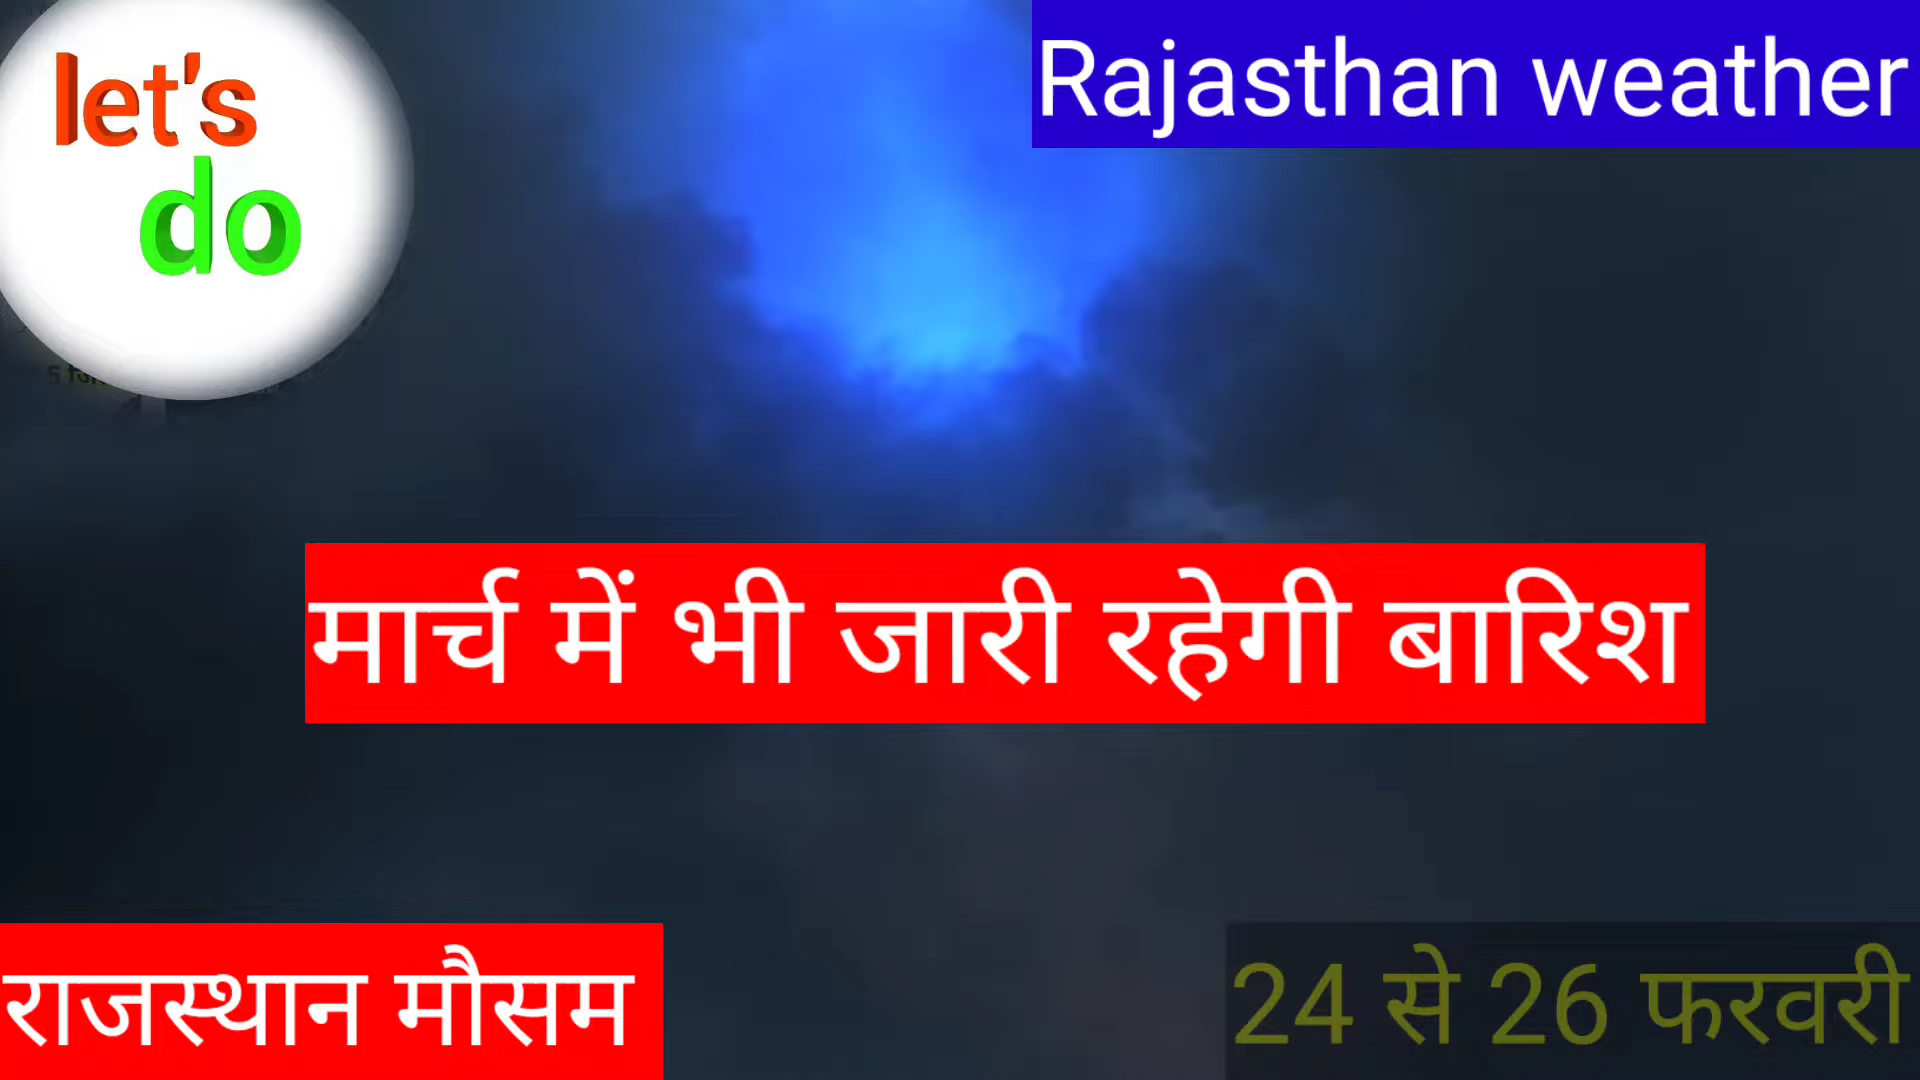 let's
do
Rajasthan weather
मार्च में भी जारी रहेगी बारिश
राजस्थान मौसम
24 से 26 फरवरी